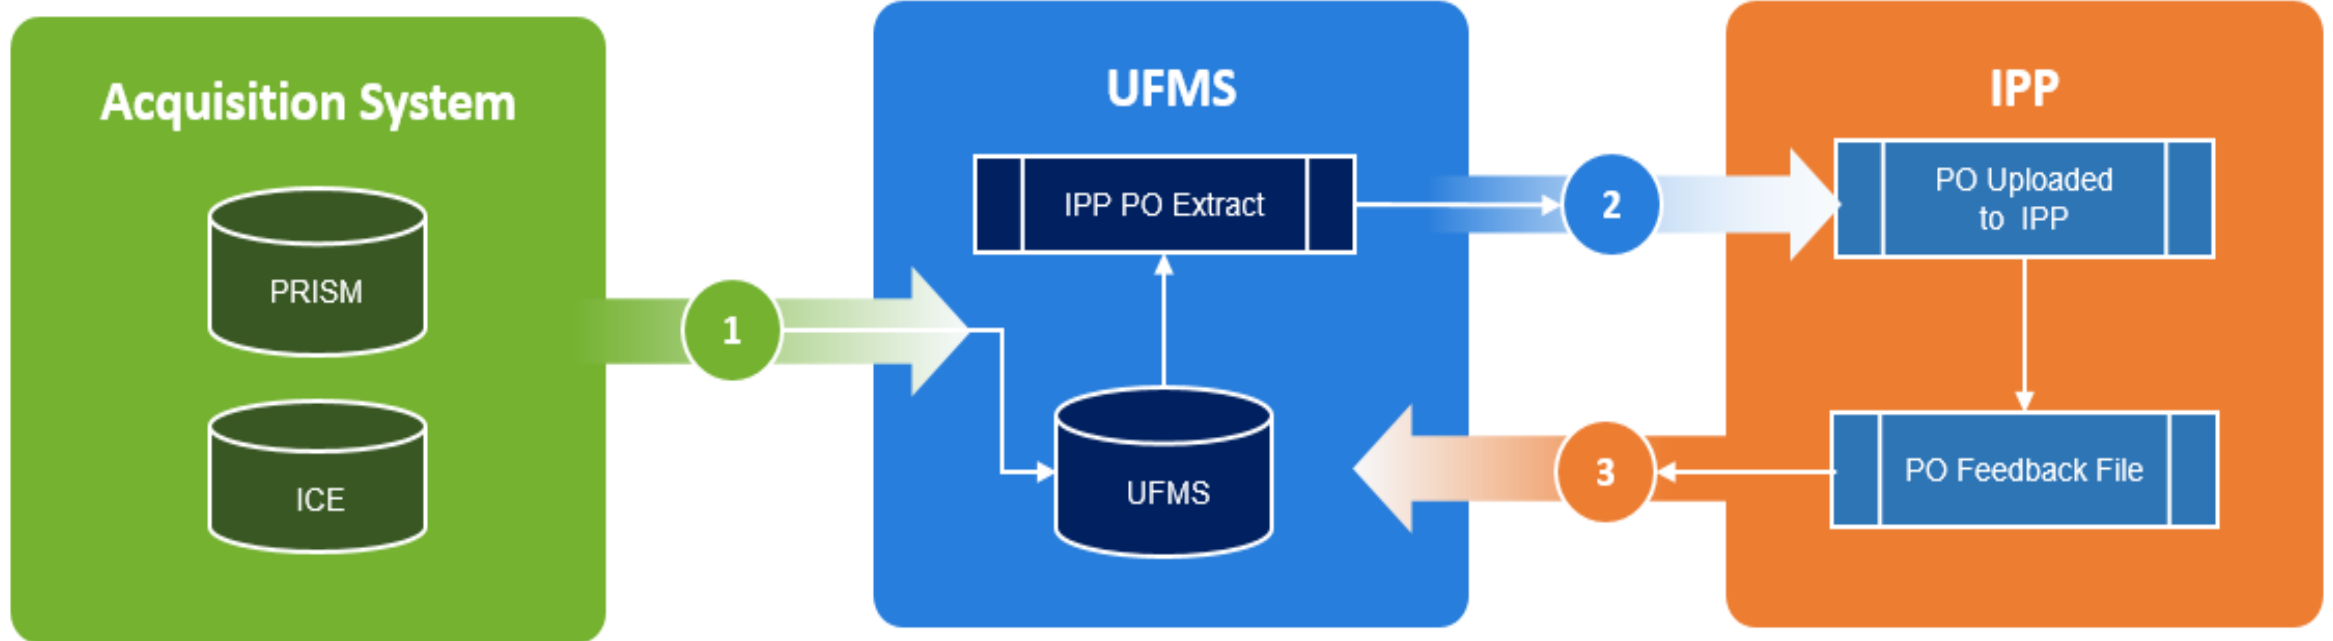 Acquisition System
PRISM
ICE
1
UFMS
IPP PO Extract
UFMS
2
3
IPP
PO Uploaded
to IPP
PO Feedback File